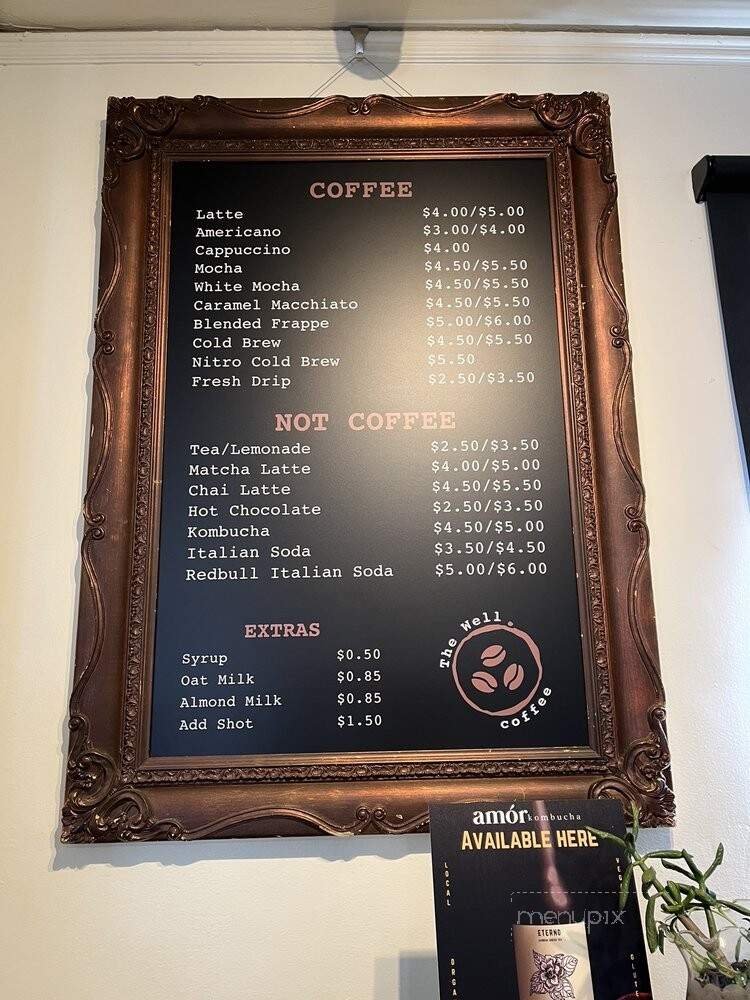 COFFEE
Latte $4.00/$5.00
Americano $3.00/$4.00
Cappuccino $4.00
Mocha $4.50/$5.50
White Mocha $4.50/$5.50
Caramel Macchiato $4.50/$5.50
Blended Frappe $5.00/$6.00
Cold Brew $4.50/$5.50
Nitro Cold Brew $5.50
Fresh Drip $2.50/$3.50
NOT COFFEE
Tea/Lemonade $2.50/$3.50
Matcha Latte $4.00/$5.00
Chai Latte $4.50/$5.50
Hot Chocolate $2.50/$3.50
Kombucha $4.50/$5.00
Italian Soda $3.50/$4.50
Redbull Italian Soda $5.00/$6.00
EXTRAS
Syrup $0.50
Oat Milk $0.85
Almond Milk $0.85
Add Shot $1.50
The Well.
coffee
amór kombucha
AVAILABLE HERE
LOCAL
menupix
ETERNO